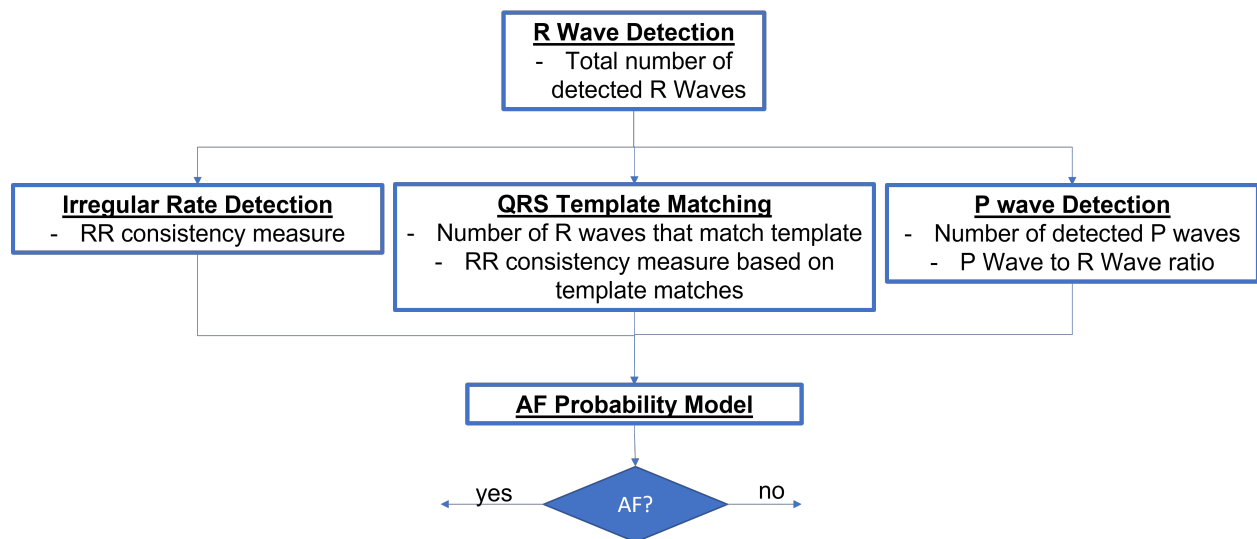 R Wave Detection
- Total number of
detected R Waves
Irregular Rate Detection
- RR consistency measure
QRS Template Matching
- Number of R waves that match template
- RR consistency measure based on
template matches
P wave Detection
- Number of detected P waves
- P Wave to R Wave ratio
AF Probability Model
yes
AF?
no